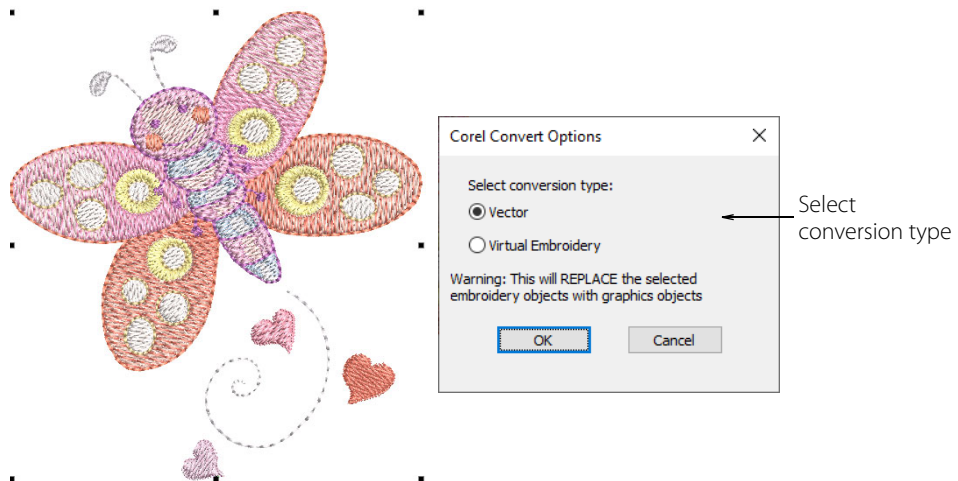 Corel Convert Options
Select conversion type:
Vector
Virtual Embroidery
Warning: This will REPLACE the selected
embroidery objects with graphics objects
OK Cancel
Select
conversion type